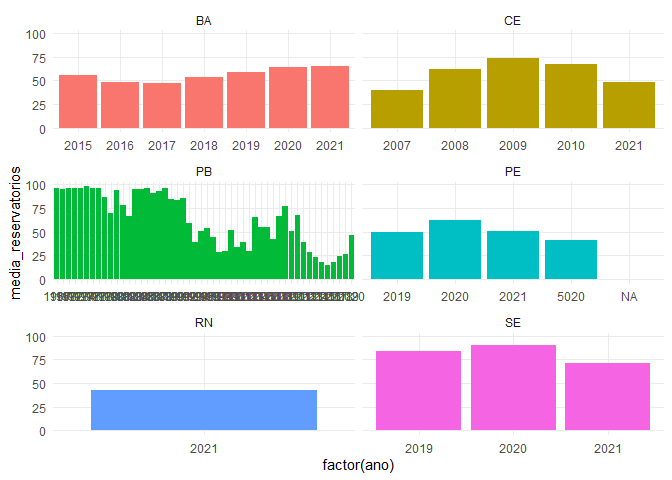 BA
100
75
50
25
0
2015 2016 2017 2018 2019 2020 2021
CE
2007 2008 2009 2010 2021
media_reservatorios
PB
100
75
50
25
0
PE
2019 2020 2021 5020 NA
RN
100
75
50
25
0
2021
SE
2019 2020 2021
factor(ano)